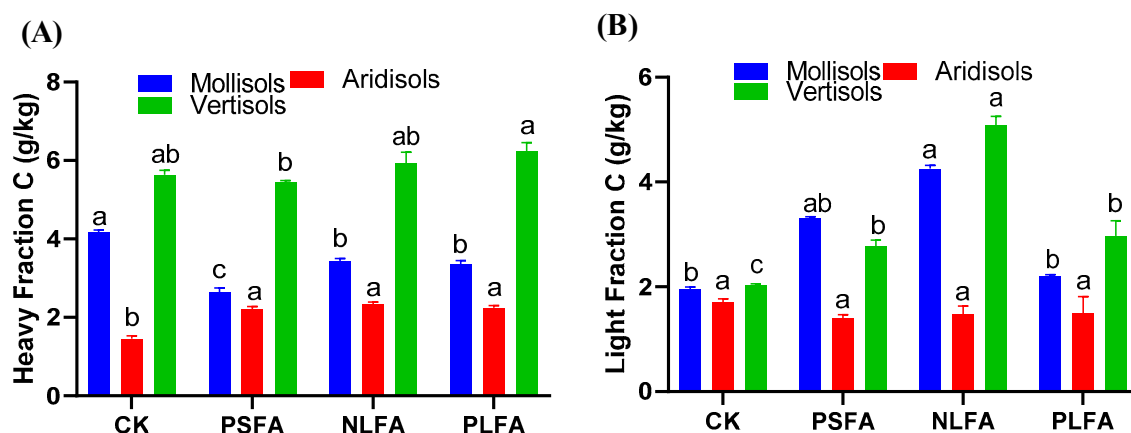 (A)
Mollisols
Aridisols
Vertisols
Heavy Fraction C (g/kg)
8
6
4
2
0
a
b
ab
c
a
b
b
a
ab
b
a
a
CK
PSFA
NLFA
PLFA
(B)
Mollisols
Aridisols
Vertisols
Light Fraction C (g/kg)
6
4
2
0
b
a
c
ab
a
b
a
a
a
b
a
b
CK
PSFA
NLFA
PLFA